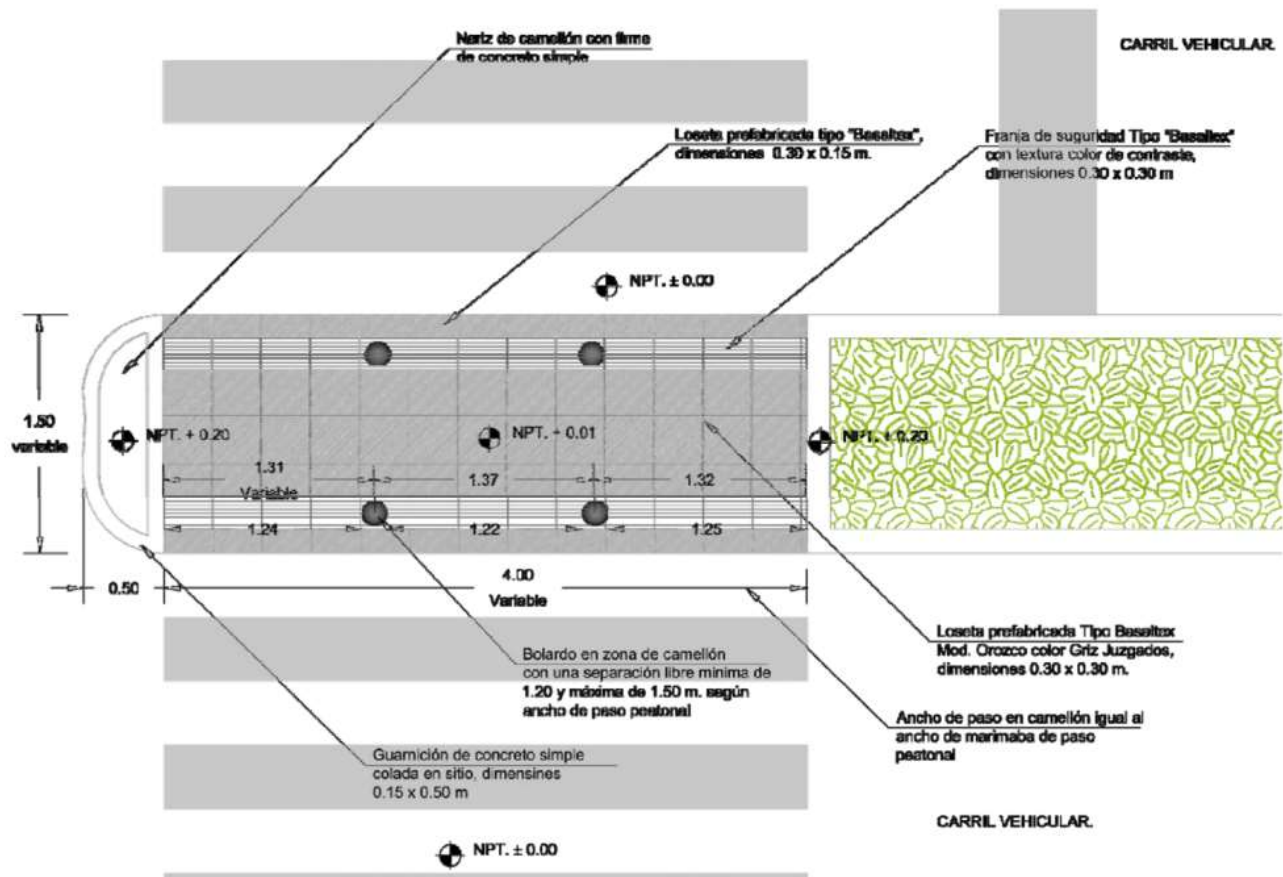 Nariz de camellón con firme
de concreto simple
CARRIL VEHICULAR.
Loseta prefabricada tipo "Basaltex",
dimensiones 0.30 x 0.15 m.
Franja de suguridad Tipo "Basaltex"
con textura color de contraste,
dimensiones 0.30 x 0.30 m
NPT. ± 0.00
1.50
variable
NPT. + 0.20
NPT. + 0.01
NPT. + 0.20
1.31
Variable
1.37
1.32
1.24
1.22
1.25
0.50
4.00
Variable
Bolardo en zona de camellón
con una separación libre minima de
1.20 y máxima de 1.50 m. según
ancho de paso peatonal
Loseta prefabricada Tipo Basaltex
Mod. Orozco color Griz Juzgados,
dimensiones 0.30 x 0.30 m.
Ancho de paso en camellón igual al
ancho de marimaba de paso
peatonal
Guarnición de concreto simple
colada en sitio, dimensines
0.15 x 0.50 m
CARRIL VEHICULAR.
NPT. ± 0.00